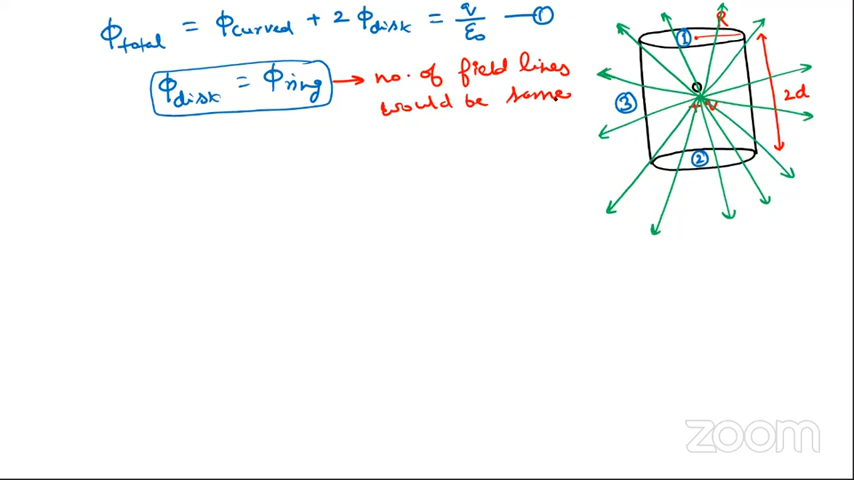 ϕtotal = ϕcurved + 2 ϕdisk = q/ε₀ —①
ϕdisk = ϕring → no. of field lines
would be same
R
①
O
+q
③
2d
②
zoom